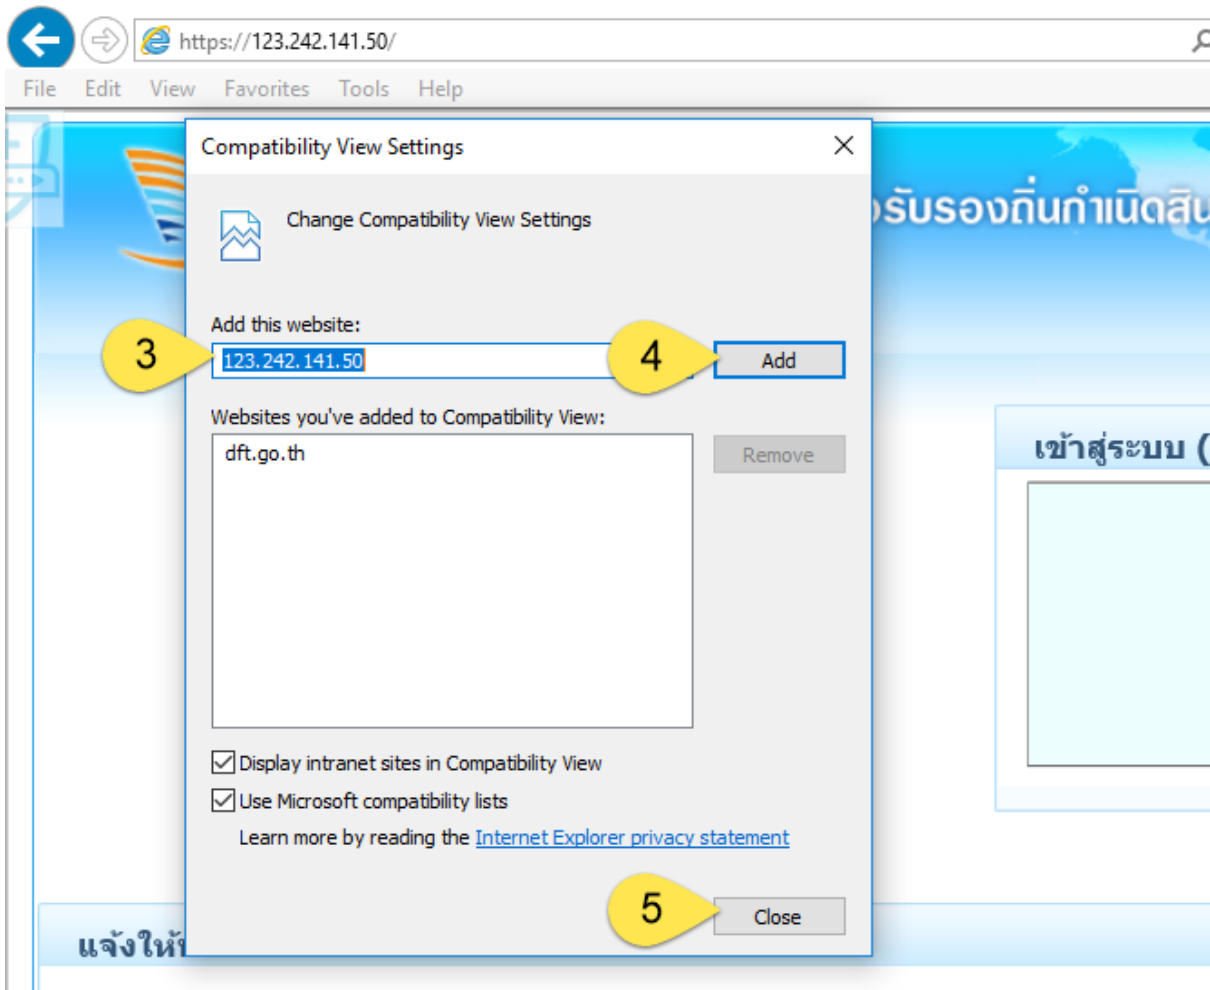 https://123.242.141.50/
File Edit View Favorites Tools Help
Compatibility View Settings
Change Compatibility View Settings
รับรองถิ่นกำเนิดสิน
Add this website:
3
123.242.141.50
4
Add
Websites you've added to Compatibility View:
dft.go.th
Remove
เข้าสู่ระบบ (
Display intranet sites in Compatibility View
Use Microsoft compatibility lists
Learn more by reading the Internet Explorer privacy statement
5
Close
แจ้งให้